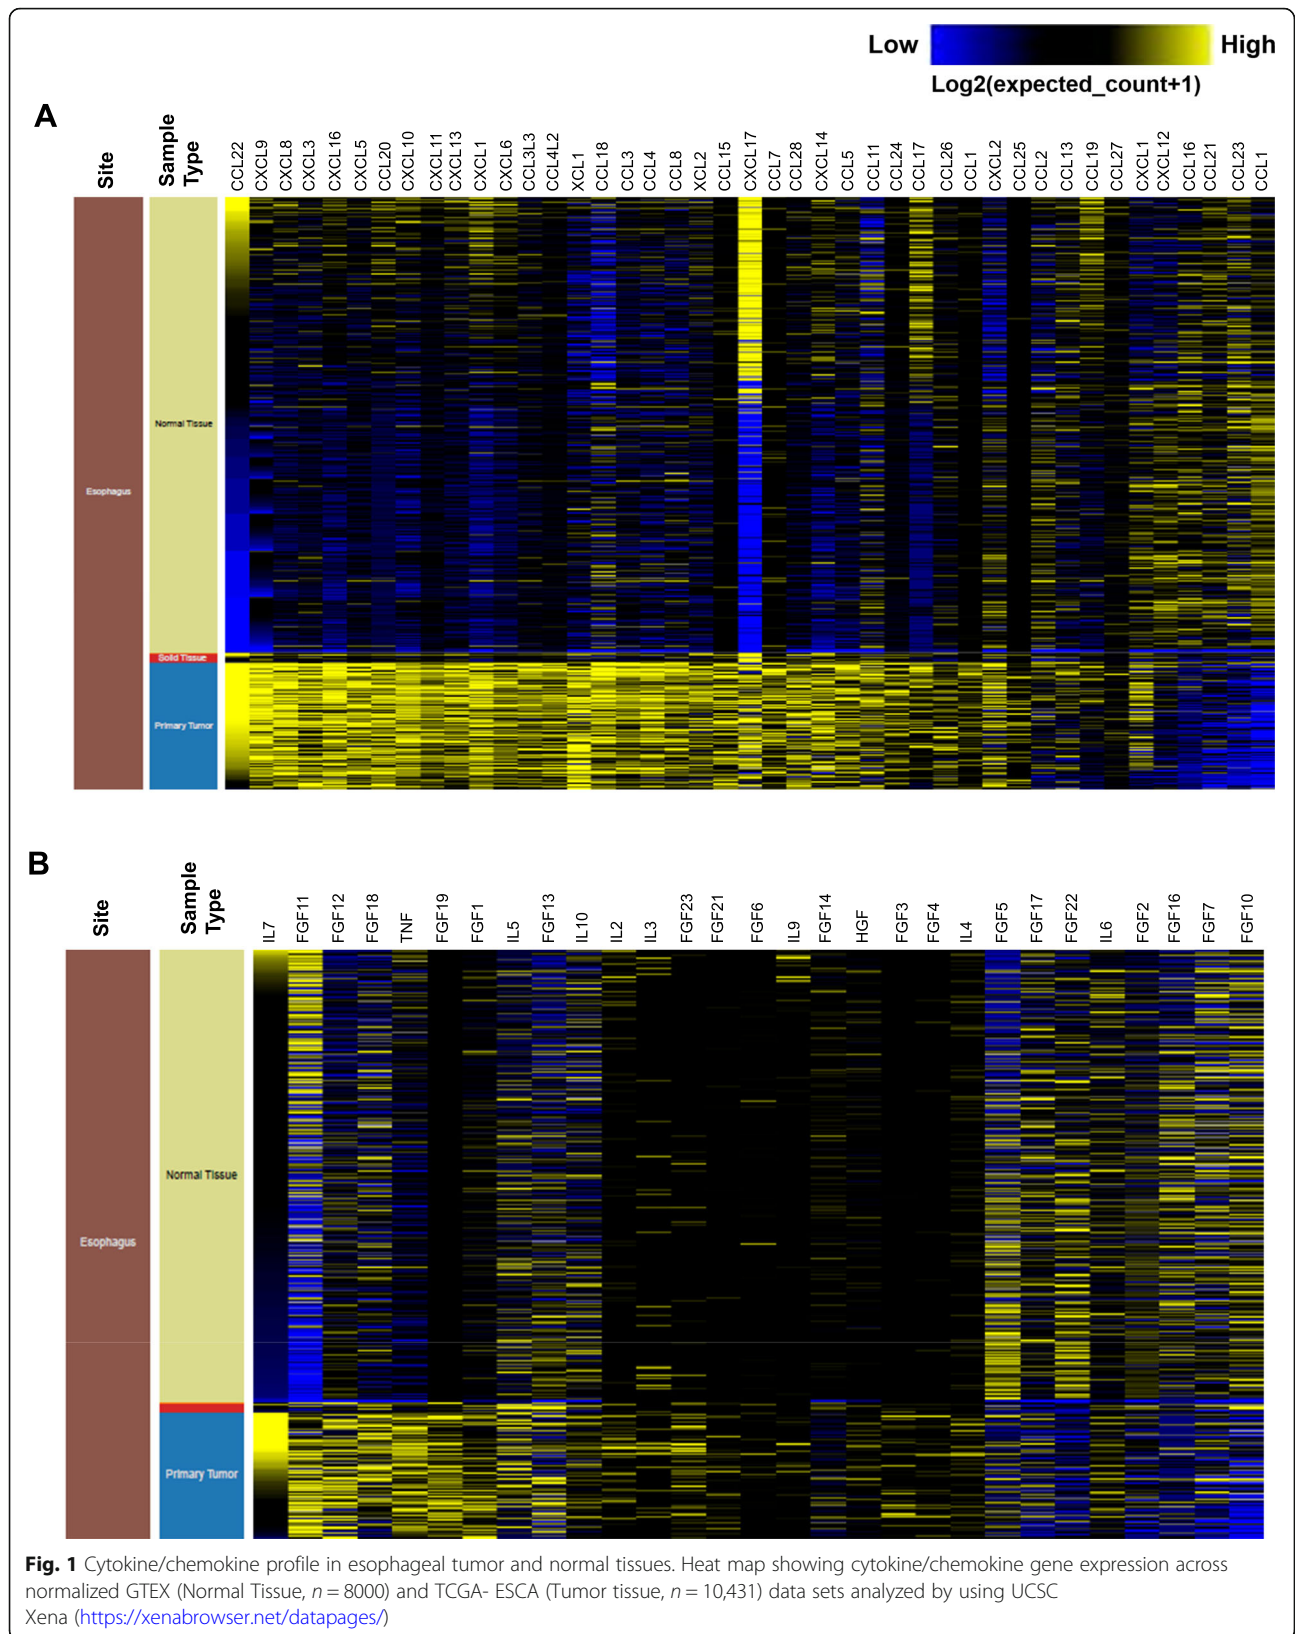 Low High
Log2(expected_count+1)
A
Site
Sample
Type
CCL22
CXCL9
CXCL8
CXCL3
CXCL16
CXCL5
CCL20
CXCL10
CXCL11
CXCL13
CXCL1
CXCL6
CCL3L3
CCL4L2
XCL1
CCL18
CCL3
CCL4
CCL8
XCL2
CCL15
CXCL17
CCL7
CCL28
CXCL14
CCL5
CCL11
CCL24
CCL17
CCL26
CCL1
CXCL2
CCL25
CCL2
CCL13
CCL19
CCL27
CXCL1
CXCL12
CCL16
CCL21
CCL23
CCL1
Normal Tissue
Esophagus
Solid Tissue
Primary Tumor
B
Site
Sample
Type
IL7
FGF11
FGF12
FGF18
TNF
FGF19
FGF1
IL5
FGF13
IL10
IL2
IL3
FGF23
FGF21
FGF6
IL9
FGF14
HGF
FGF3
FGF4
IL4
FGF5
FGF17
FGF22
IL6
FGF2
FGF16
FGF7
FGF10
Normal Tissue
Esophagus
Primary Tumor
Fig. 1 Cytokine/chemokine profile in esophageal tumor and normal tissues. Heat map showing cytokine/chemokine gene expression across
normalized GTEX (Normal Tissue, n = 8000) and TCGA- ESCA (Tumor tissue, n = 10,431) data sets analyzed by using UCSC
Xena (https://xenabrowser.net/datapages/)